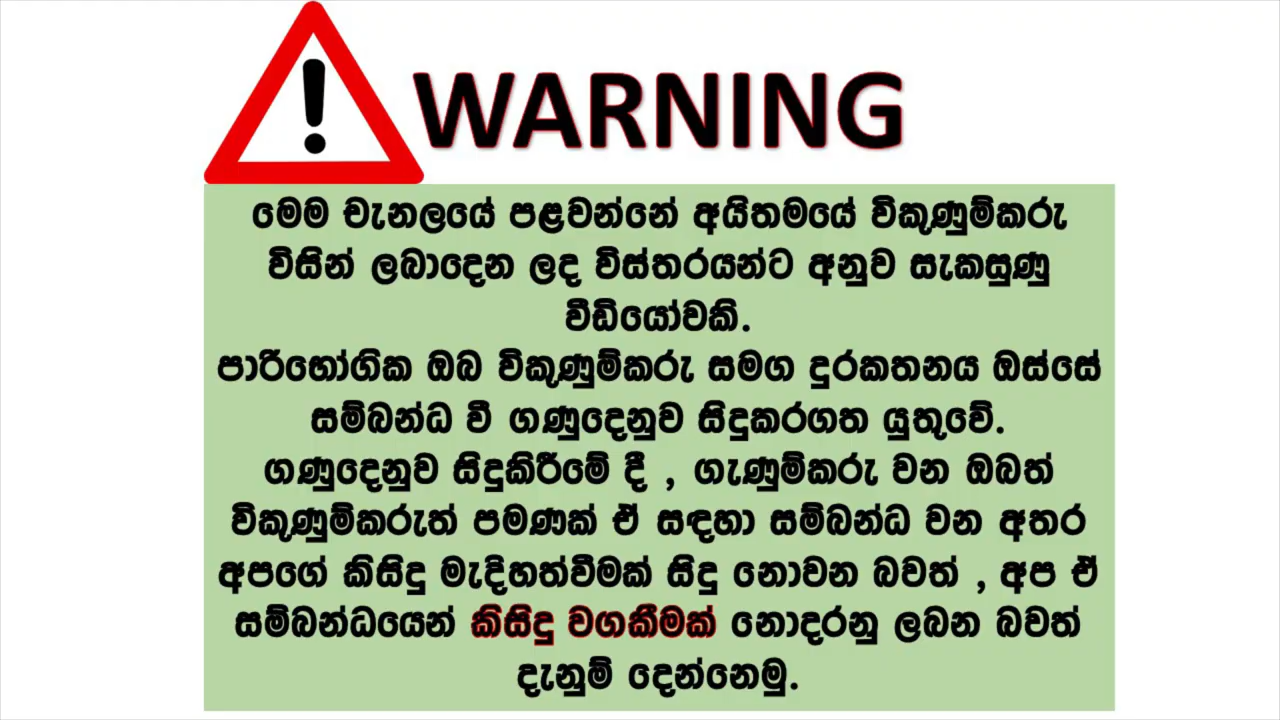 WARNING
මෙම චැනලයේ පළවන්නේ අයිතමයේ විකුණුම්කරු
විසින් ලබාදෙන ලද විස්තරයන්ට අනුව සැකසුණු
වීඩියෝවකි.
පාරිභෝගික ඔබ විකුණුම්කරු සමග දුරකතනය ඔස්සේ
සම්බන්ධ වී ගණුදෙනුව සිදුකරගත යුතුවේ.
ගණුදෙනුව සිදුකිරීමේ දී , ගැණුම්කරු වන ඔබත්
විකුණුම්කරුත් පමණක් ඒ සඳහා සම්බන්ධ වන අතර
අපගේ කිසිදු මැදිහත්වීමක් සිදු නොවන බවත් , අප ඒ
සම්බන්ධයෙන් කිසිදු වගකීමක් නොදරනු ලබන බවත්
දැනුම් දෙන්නෙමු.